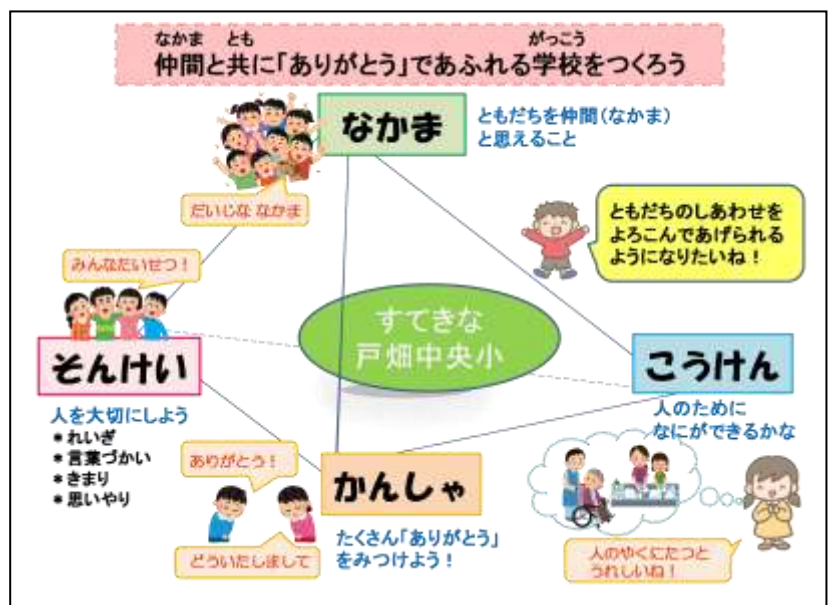 なかま とも がっこう
仲間と共に「ありがとう」であふれる学校をつくろう
なかま
ともだちを仲間(なかま)
と思えること
だいじな なかま
ともだちのしあわせを
よろこんであげられる
ようになりたいね！
みんなだいせつ！
すてきな
戸畑中央小
そんけい
人を大切にしよう
*れいぎ
*言葉づかい
*きまり
*思いやり
こうけん
人のために
なにができるかな
ありがとう！
どういたしまして
かんしゃ
たくさん「ありがとう」
をみつけよう！
人のやくにたつと
うれしいね！